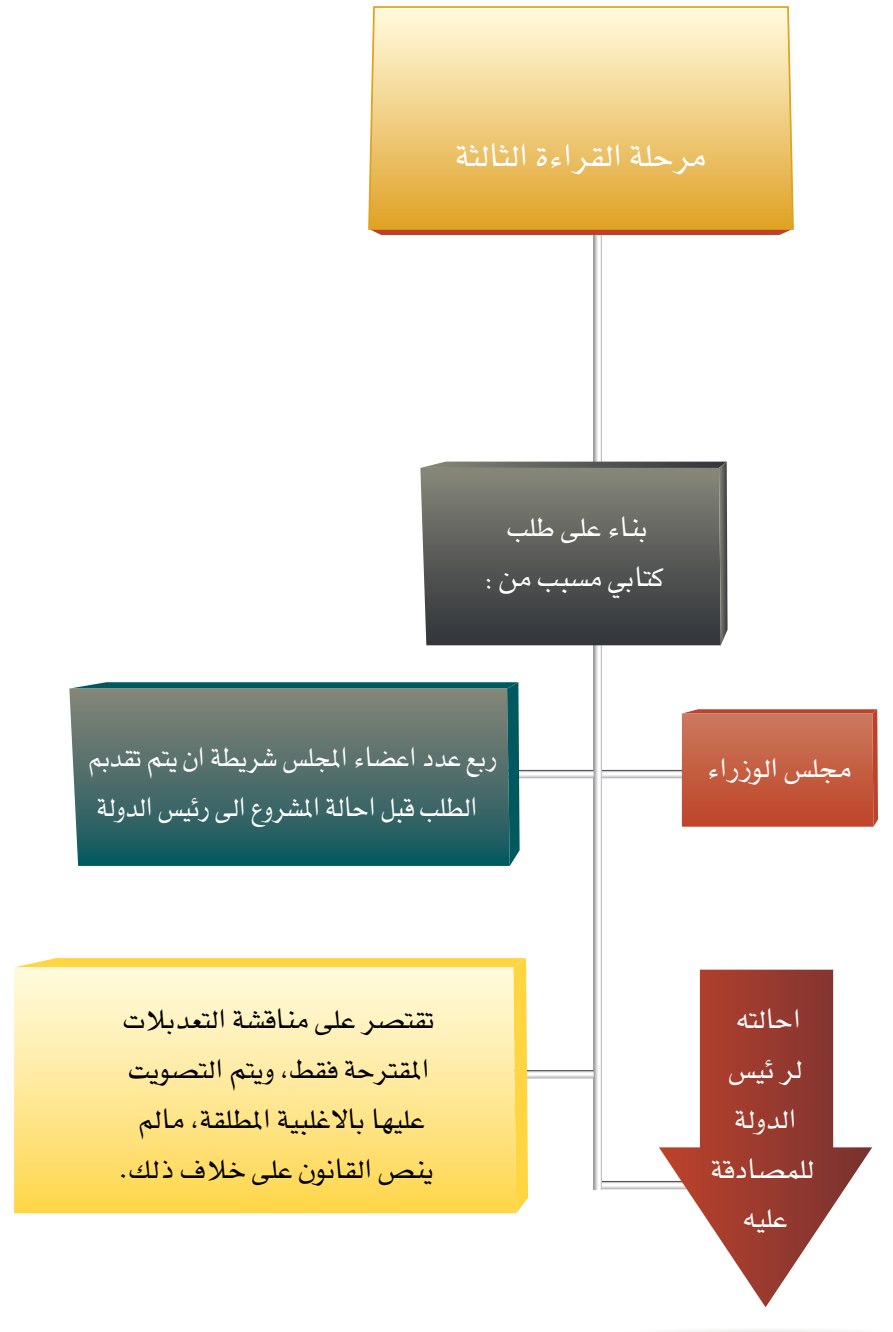 مرحلة القراءة الثالثة
بناء على طلب
كتابي مسبب من :
مجلس الوزراء
ربع عدد اعضاء المجلس شريطة ان يتم تقديم
الطلب قبل احالة المشروع الى رئيس الدولة
تقتصر على مناقشة التعديلات
المقترحة فقط، ويتم التصويت
عليها بالاغلبية المطلقة، مالم
ينص القانون على خلاف ذلك.
احالته
لرئيس
الدولة
للمصادقة
عليه